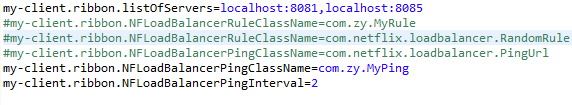 my-client.ribbon.listOfServers=localhost:8081,localhost:8085
#my-client.ribbon.NFLoadBalancerRuleClassName=com.zy.MyRule
#my-client.ribbon.NFLoadBalancerRuleClassName=com.netflix.loadbalancer.RandomRule
#my-client.ribbon.NFLoadBalancerPingClassName=com.netflix.loadbalancer.PingUrl
my-client.ribbon.NFLoadBalancerPingClassName=com.zy.MyPing
my-client.ribbon.NFLoadBalancerPingInterval=2